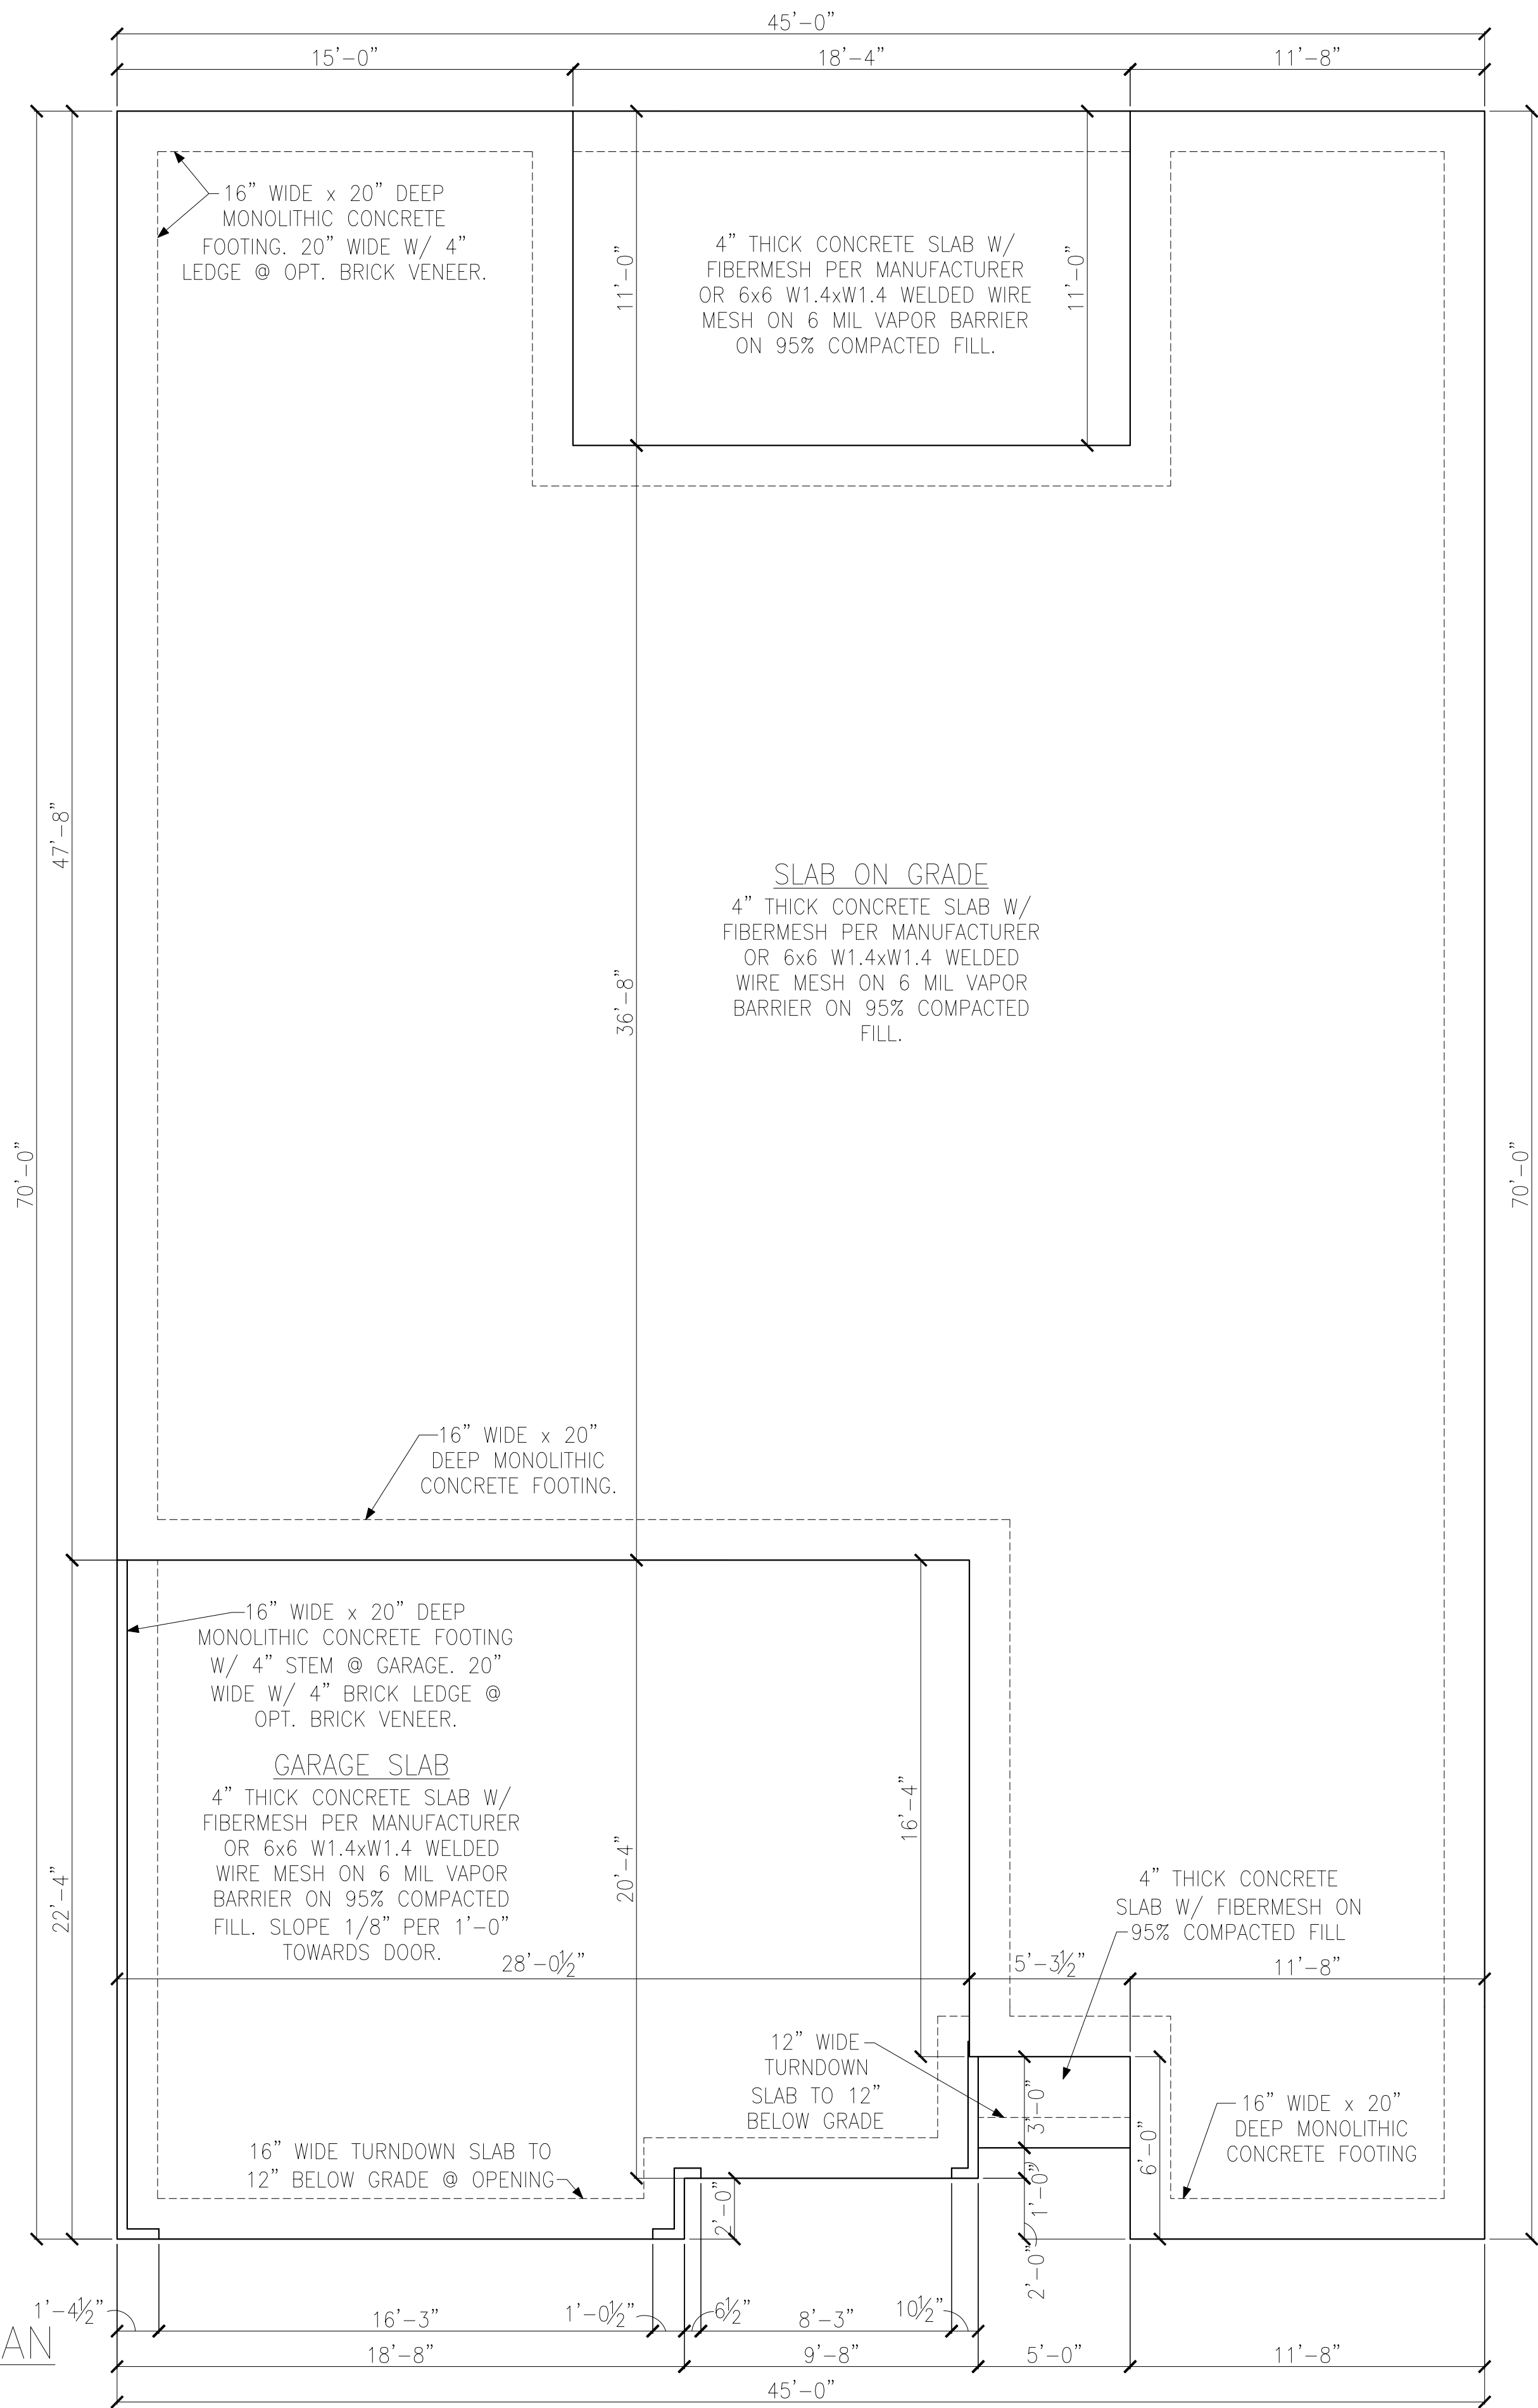 45'-0"
15'-0"
18'-4"
11'-8"
16" WIDE x 20" DEEP
MONOLITHIC CONCRETE
FOOTING. 20" WIDE W/ 4"
LEDGE @ OPT. BRICK VENEER.
11'-0"
4" THICK CONCRETE SLAB W/
FIBERMESH PER MANUFACTURER
OR 6x6 W1.4xW1.4 WELDED WIRE
MESH ON 6 MIL VAPOR BARRIER
ON 95% COMPACTED FILL.
11'-0"
47'-8"
SLAB ON GRADE
4" THICK CONCRETE SLAB W/
FIBERMESH PER MANUFACTURER
OR 6x6 W1.4xW1.4 WELDED
WIRE MESH ON 6 MIL VAPOR
BARRIER ON 95% COMPACTED
FILL.
36'-8"
70'-0"
70'-0"
16" WIDE x 20"
DEEP MONOLITHIC
CONCRETE FOOTING.
16" WIDE x 20" DEEP
MONOLITHIC CONCRETE FOOTING
W/ 4" STEM @ GARAGE. 20"
WIDE W/ 4" BRICK LEDGE @
OPT. BRICK VENEER.
GARAGE SLAB
4" THICK CONCRETE SLAB W/
FIBERMESH PER MANUFACTURER
OR 6x6 W1.4xW1.4 WELDED
WIRE MESH ON 6 MIL VAPOR
BARRIER ON 95% COMPACTED
FILL. SLOPE 1/8" PER 1'-0"
TOWARDS DOOR.
22'-4"
20'-4"
16'-4"
4" THICK CONCRETE
SLAB W/ FIBERMESH ON
95% COMPACTED FILL
28'-0½"
5'-3½"
11'-8"
12" WIDE
TURNDOWN
SLAB TO 12"
BELOW GRADE
3'-0"
6'-0"
16" WIDE x 20"
DEEP MONOLITHIC
CONCRETE FOOTING
16" WIDE TURNDOWN SLAB TO
12" BELOW GRADE @ OPENING
2'-0"
1'-0"
2'-0"
1'-4½"
16'-3"
1'-0½"
6½"
8'-3"
10½"
AN
18'-8"
9'-8"
5'-0"
11'-8"
45'-0"